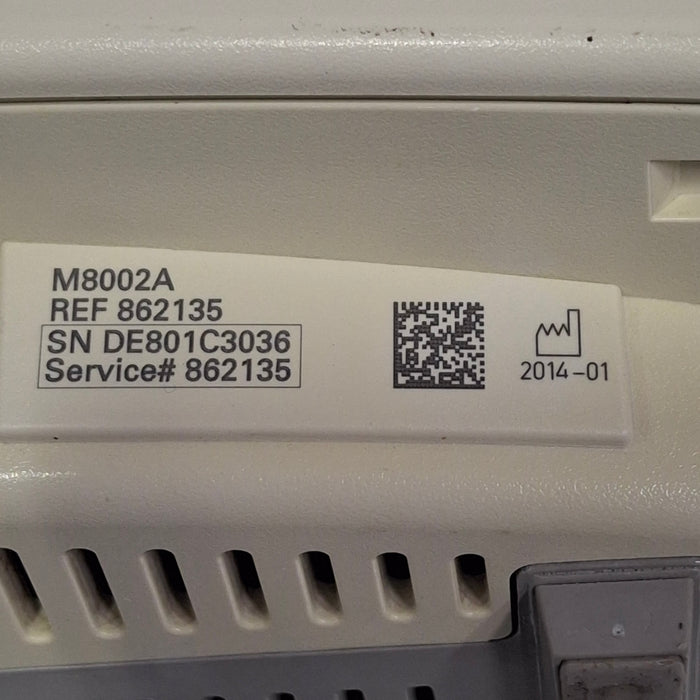 M8002A
REF 862135
SN DE801C3036
Service# 862135
2014-01